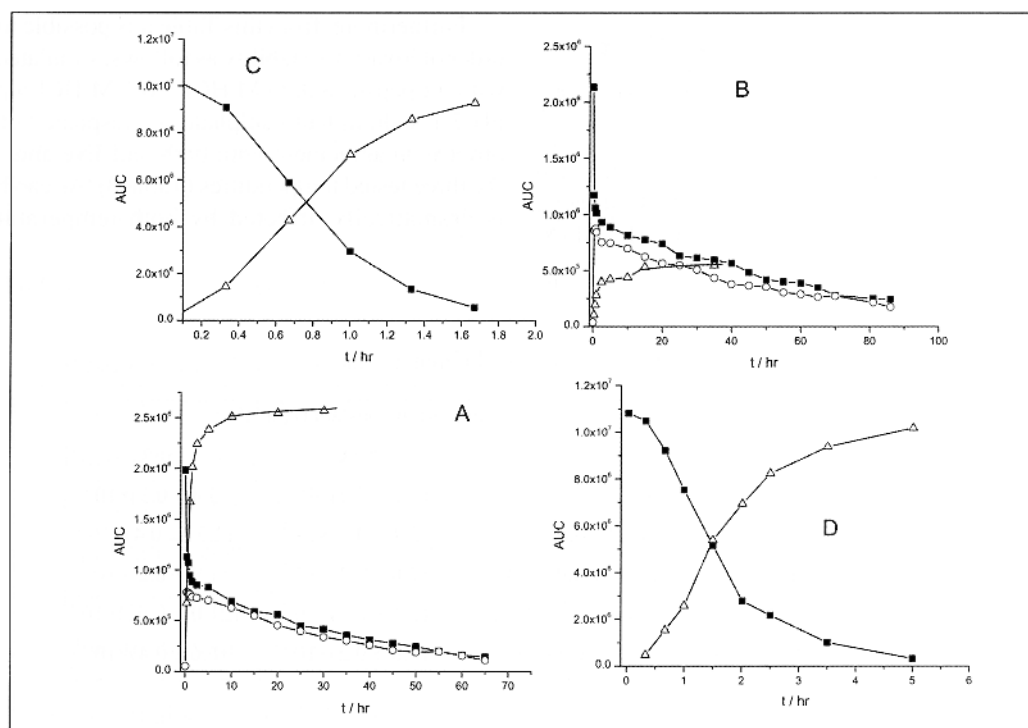 C
1.2x10⁷
1.0x10⁷
8.0x10⁶
6.0x10⁶
4.0x10⁶
2.0x10⁶
0.0
AUC
0.2 0.4 0.6 0.8 1.0 1.2 1.4 1.6 1.8 2.0
t / hr
B
2.5x10⁶
2.0x10⁶
1.5x10⁶
1.0x10⁶
5.0x10⁵
0.0
AUC
0 20 40 60 80 100
t / hr
A
2.5x10⁶
2.0x10⁶
1.5x10⁶
1.0x10⁶
5.0x10⁵
0.0
AUC
0 10 20 30 40 50 60 70
t / hr
D
1.2x10⁷
1.0x10⁷
8.0x10⁶
6.0x10⁶
4.0x10⁶
2.0x10⁶
0.0
AUC
0 1 2 3 4 5 6
t / hr